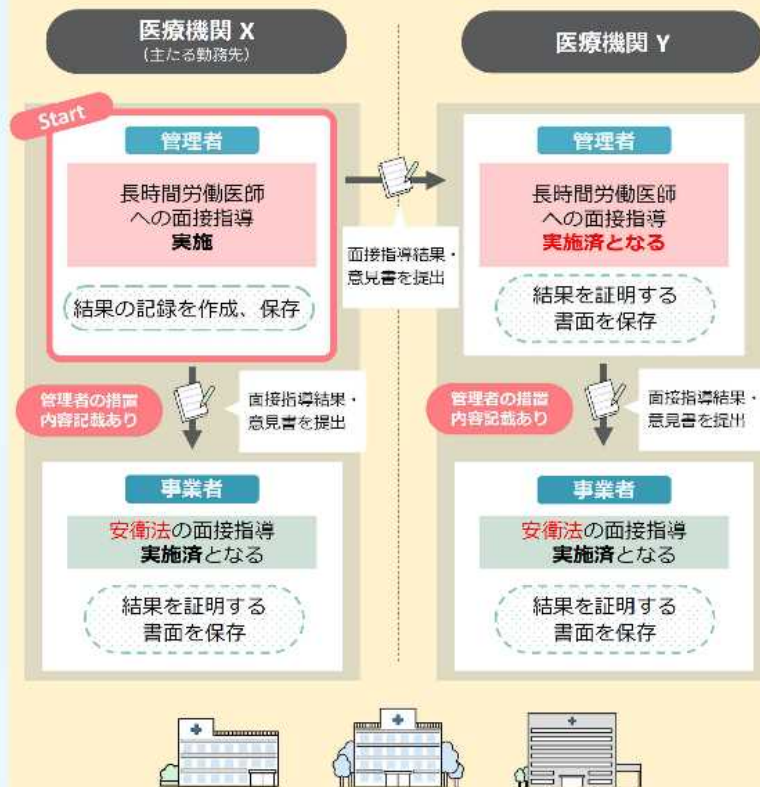 医療機関 X
(主たる勤務先)
医療機関 Y
Start
管理者
長時間労働医師
への面接指導
実施
結果の記録を作成、保存
面接指導結果・
意見書を提出
管理者
長時間労働医師
への面接指導
実施済となる
結果を証明する
書面を保存
管理者の措置
内容記載あり
面接指導結果・
意見書を提出
管理者の措置
内容記載あり
面接指導結果・
意見書を提出
事業者
安衛法の面接指導
実施済となる
結果を証明する
書面を保存
事業者
安衛法の面接指導
実施済となる
結果を証明する
書面を保存